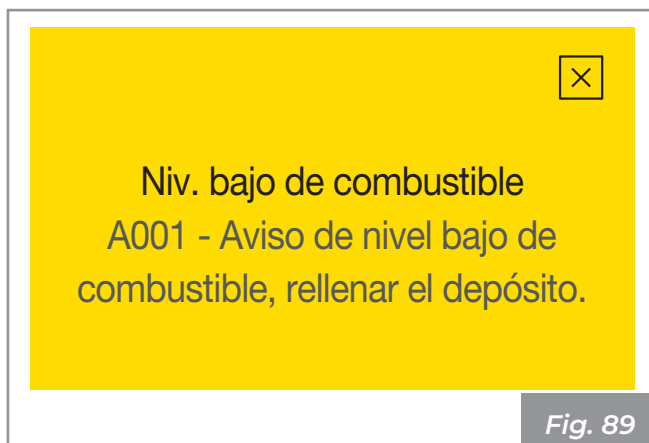 Niv. bajo de combustible
A001 - Aviso de nivel bajo de
combustible, rellenar el depósito.
Fig. 89